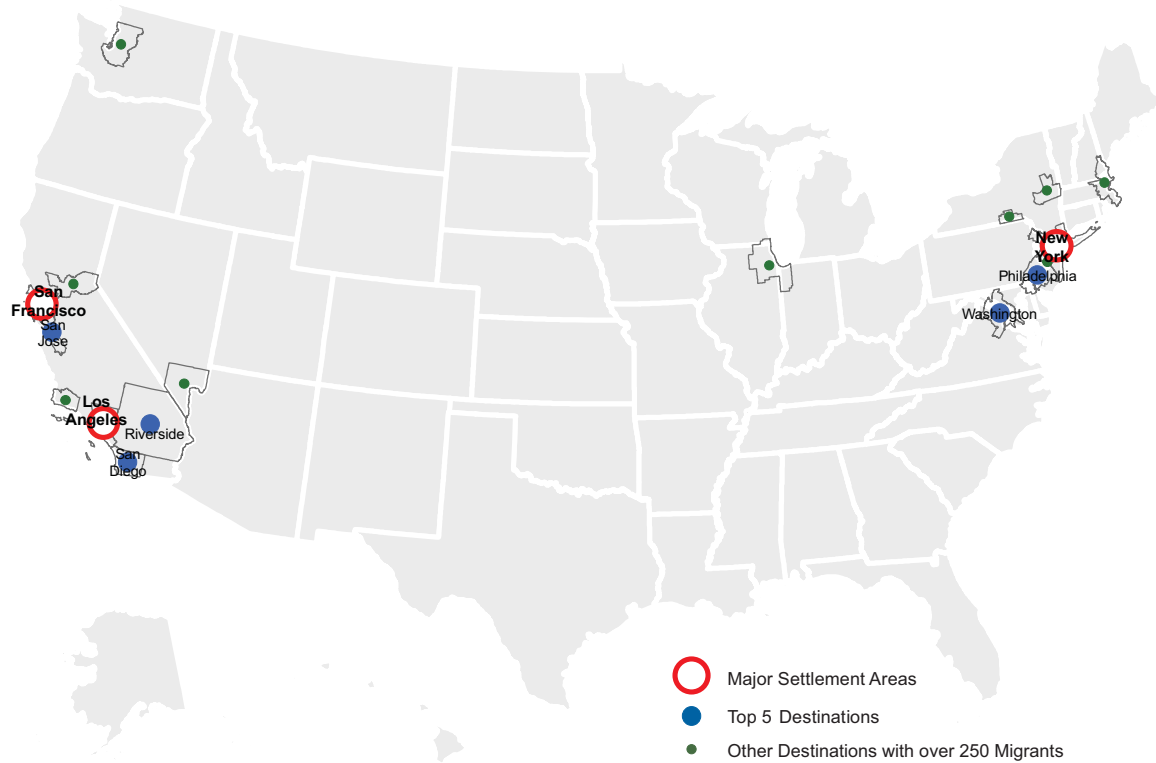 New
York
Philadelphia
Washington
San
Francisco
San
Jose
Los
Angeles
Riverside
San
Diego
Major Settlement Areas
Top 5 Destinations
Other Destinations with over 250 Migrants